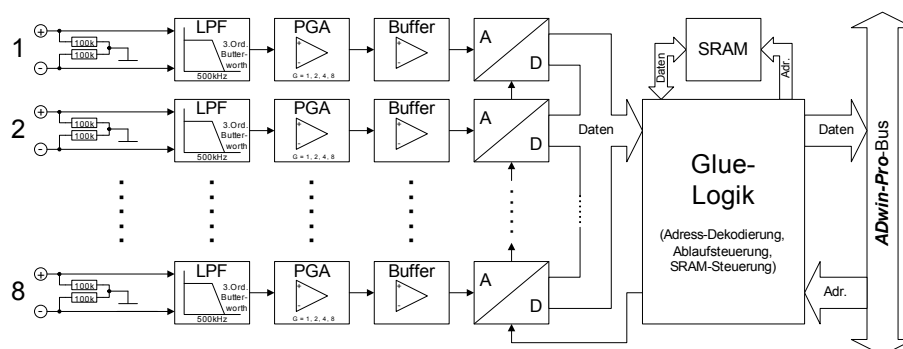 1
+
-
100k
100k
LPF
3.Ord.
Butter-
worth
500kHz
PGA
+
-
G = 1, 2, 4, 8
Buffer
+
-
A
D
2
+
-
100k
100k
LPF
3.Ord.
Butter-
worth
500kHz
PGA
+
-
G = 1, 2, 4, 8
Buffer
+
-
A
D
8
+
-
100k
100k
LPF
3.Ord.
Butter-
worth
500kHz
PGA
+
-
G = 1, 2, 4, 8
Buffer
+
-
A
D
Daten
Daten
SRAM
Adr.
Glue-
Logik
(Adress-Dekodierung,
Ablaufsteuerung,
SRAM-Steuerung)
Daten
Adr.
ADwin-Pro-Bus